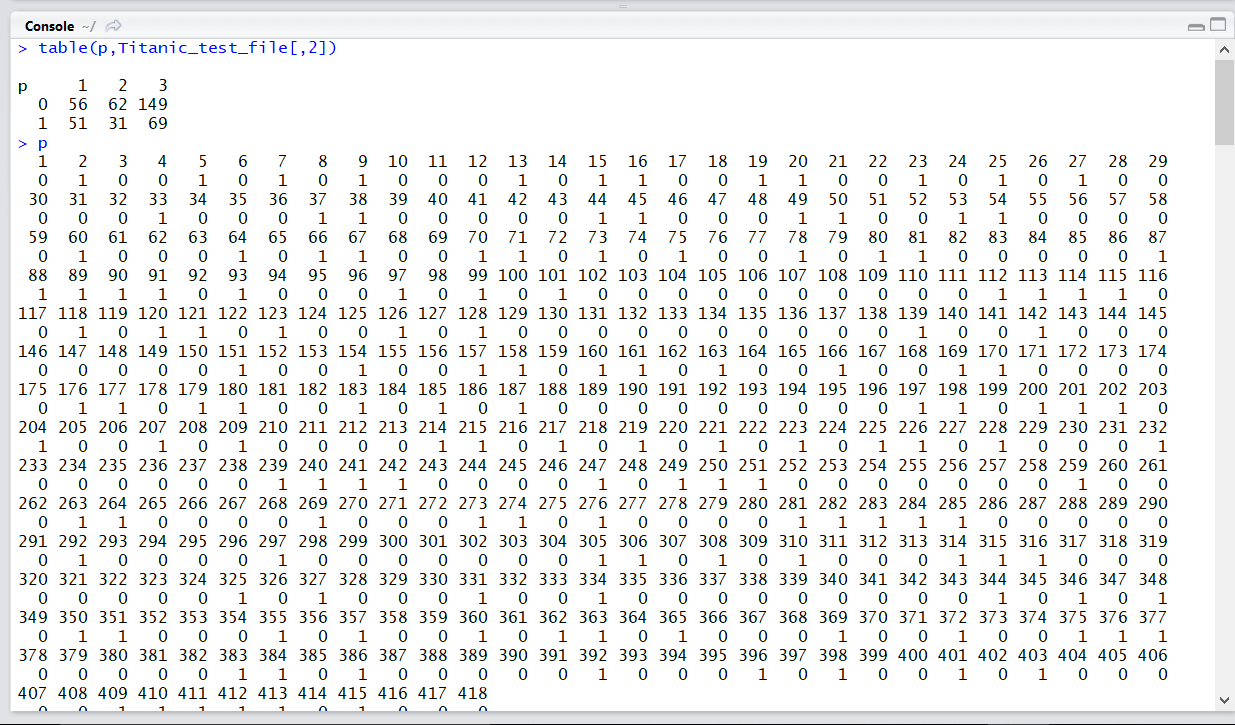 Console ~/
> table(p,Titanic_test_file[,2])
p 1 2 3
0 56 62 149
1 51 31 69
> p
1 2 3 4 5 6 7 8 9 10 11 12 13 14 15 16 17 18 19 20 21 22 23 24 25 26 27 28 29
0 1 0 0 1 0 1 0 1 0 0 0 1 0 1 1 0 0 1 1 0 0 1 0 1 0 1 0 0
30 31 32 33 34 35 36 37 38 39 40 41 42 43 44 45 46 47 48 49 50 51 52 53 54 55 56 57 58
0 0 0 1 0 0 0 1 1 0 0 0 0 0 1 1 0 0 0 1 1 0 0 1 1 0 0 0 0
59 60 61 62 63 64 65 66 67 68 69 70 71 72 73 74 75 76 77 78 79 80 81 82 83 84 85 86 87
0 1 0 0 0 1 0 1 1 0 0 1 1 0 1 0 1 0 0 1 0 1 1 0 0 0 0 0 1
88 89 90 91 92 93 94 95 96 97 98 99 100 101 102 103 104 105 106 107 108 109 110 111 112 113 114 115 116
1 1 1 1 0 1 0 0 0 1 0 1 0 1 0 0 0 0 0 0 0 0 0 0 1 1 1 1 0
117 118 119 120 121 122 123 124 125 126 127 128 129 130 131 132 133 134 135 136 137 138 139 140 141 142 143 144 145
0 1 0 1 1 0 1 0 0 1 0 1 0 0 0 0 0 0 0 0 0 0 1 0 0 1 0 0 0
146 147 148 149 150 151 152 153 154 155 156 157 158 159 160 161 162 163 164 165 166 167 168 169 170 171 172 173 174
0 0 0 0 0 1 0 0 1 0 0 1 1 0 1 1 0 1 0 0 1 0 0 1 1 0 0 0 0
175 176 177 178 179 180 181 182 183 184 185 186 187 188 189 190 191 192 193 194 195 196 197 198 199 200 201 202 203
0 1 1 0 1 1 0 0 1 0 1 0 1 0 0 0 0 0 0 0 0 0 1 1 0 1 1 1 0
204 205 206 207 208 209 210 211 212 213 214 215 216 217 218 219 220 221 222 223 224 225 226 227 228 229 230 231 232
1 0 0 1 0 1 0 0 0 0 1 1 0 1 0 1 0 1 0 1 0 1 1 0 1 0 0 0 1
233 234 235 236 237 238 239 240 241 242 243 244 245 246 247 248 249 250 251 252 253 254 255 256 257 258 259 260 261
0 0 0 0 0 0 1 1 1 1 0 0 0 0 1 0 1 1 1 0 0 0 0 0 0 0 1 0 0
262 263 264 265 266 267 268 269 270 271 272 273 274 275 276 277 278 279 280 281 282 283 284 285 286 287 288 289 290
0 1 1 0 0 0 0 1 0 0 0 1 1 0 1 0 0 0 0 1 1 1 1 1 0 0 0 0 0
291 292 293 294 295 296 297 298 299 300 301 302 303 304 305 306 307 308 309 310 311 312 313 314 315 316 317 318 319
0 1 0 0 0 0 1 0 0 0 0 0 0 0 1 1 0 1 0 1 0 0 0 1 1 1 0 0 0
320 321 322 323 324 325 326 327 328 329 330 331 332 333 334 335 336 337 338 339 340 341 342 343 344 345 346 347 348
0 0 0 0 0 1 0 1 0 0 0 1 0 0 1 0 0 0 0 0 0 0 0 0 1 0 1 0 1
349 350 351 352 353 354 355 356 357 358 359 360 361 362 363 364 365 366 367 368 369 370 371 372 373 374 375 376 377
0 1 1 0 0 0 1 0 1 0 0 1 0 1 1 0 1 0 0 0 1 0 0 1 0 0 1 1 1
378 379 380 381 382 383 384 385 386 387 388 389 390 391 392 393 394 395 396 397 398 399 400 401 402 403 404 405 406
0 0 0 0 0 1 1 0 1 0 0 0 0 0 1 0 0 0 1 0 1 0 0 1 0 1 0 0 0
407 408 409 410 411 412 413 414 415 416 417 418
0 0 1 1 1 1 1 0 1 0 0 0